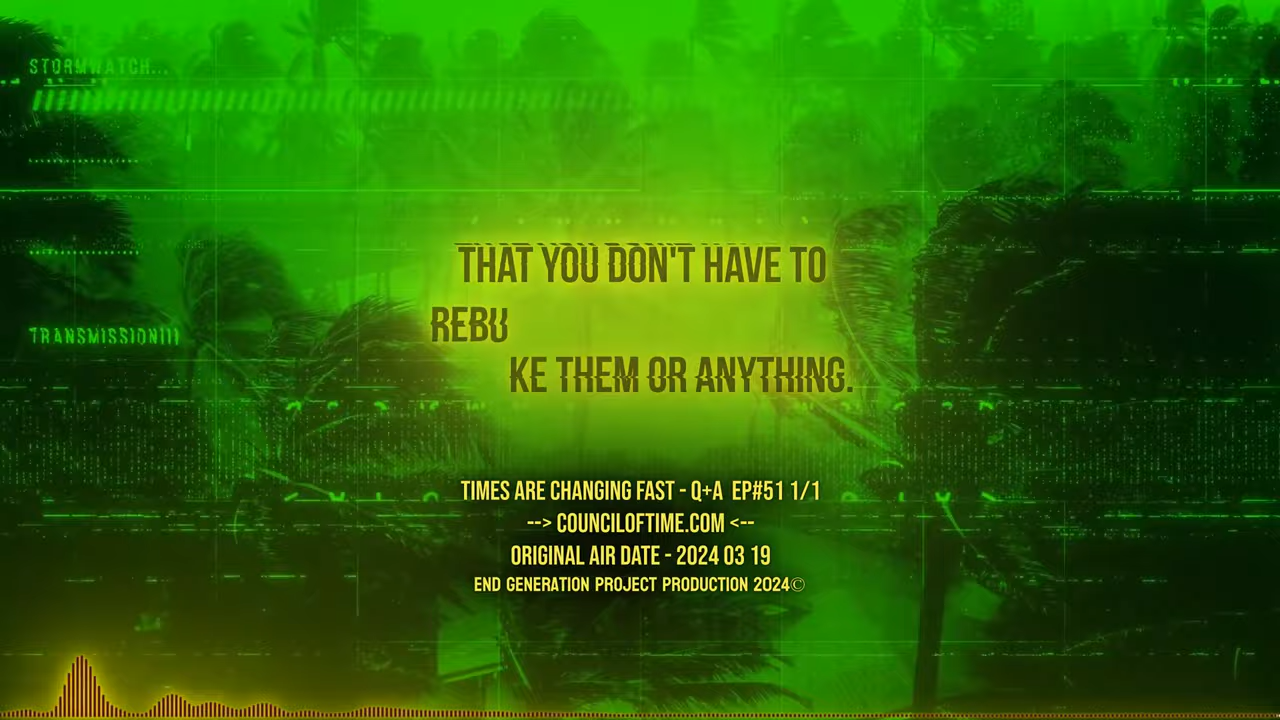 STORMWATCH...
THAT YOU DON'T HAVE TO
REBU
KE THEM OR ANYTHING.
TRANSMISSION]]]
TIMES ARE CHANGING FAST - Q+A EP#51 1/1
--> COUNCILOFTIME.COM <--
ORIGINAL AIR DATE - 2024 03 19
END GENERATION PROJECT PRODUCTION 2024©